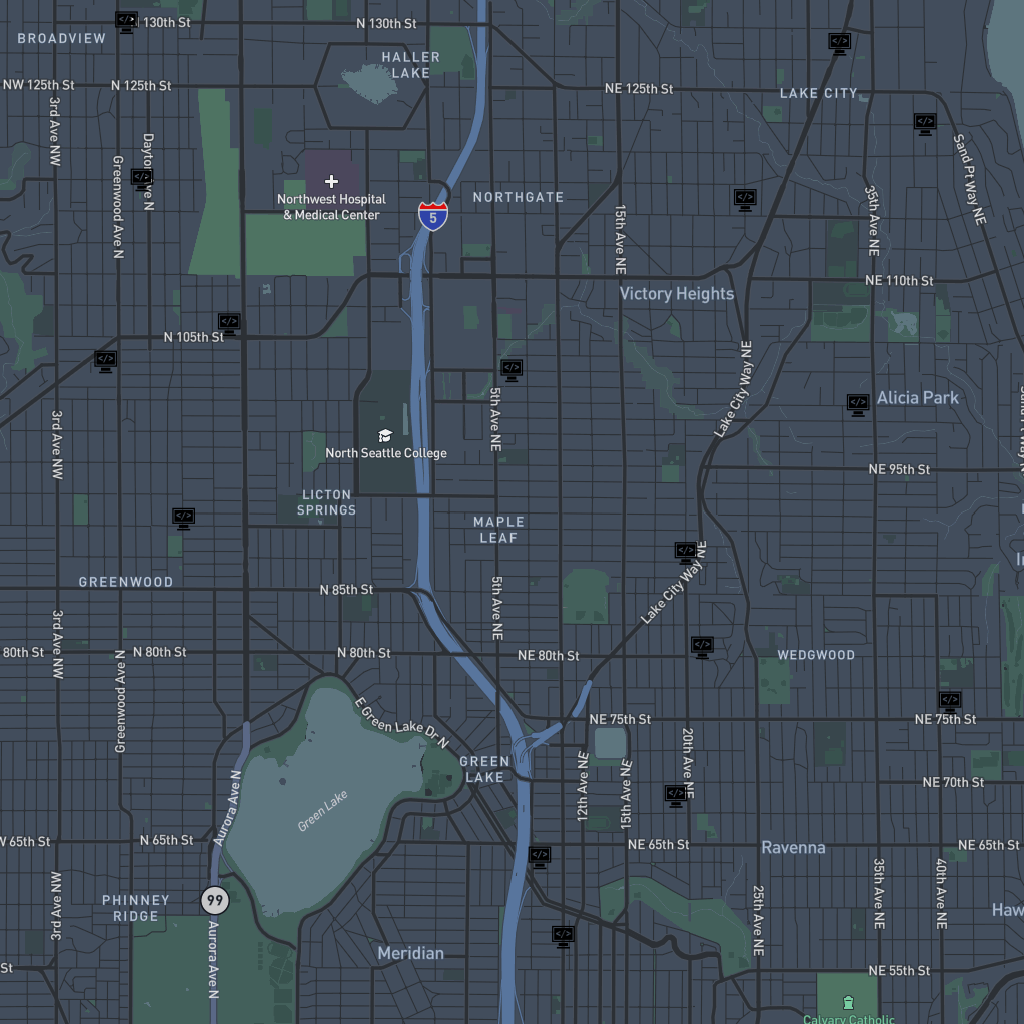 N 130th St
N 130th St
BROADVIEW
HALLER
LAKE
NW 125th St
N 125th St
NE 125th St
LAKE CITY
3rd Ave NW
Dayton Ave N
Greenwood Ave N
Sand Pt Way NE
Northwest Hospital
& Medical Center
NORTHGATE
5
15th Ave NE
35th Ave NE
NE 110th St
Victory Heights
N 105th St
Lake City Way NE
3rd Ave NW
5th Ave NE
Alicia Park
North Seattle College
NE 95th St
LICTON
SPRINGS
MAPLE
LEAF
GREENWOOD
N 85th St
5th Ave NE
Lake City Way NE
3rd Ave NW
80th St
N 80th St
N 80th St
NE 80th St
WEDGWOOD
Greenwood Ave N
E Green Lake Dr N
NE 75th St
NE 75th St
20th Ave NE
GREEN
LAKE
12th Ave NE
15th Ave NE
NE 70th St
Aurora Ave N
Green Lake
W 65th St
N 65th St
NE 65th St
Ravenna
NE 65th St
3rd Ave NW
PHINNEY
RIDGE
99
25th Ave NE
35th Ave NE
40th Ave NE
Haw
Aurora Ave N
Meridian
St
NE 55th St
Calvary Catholic